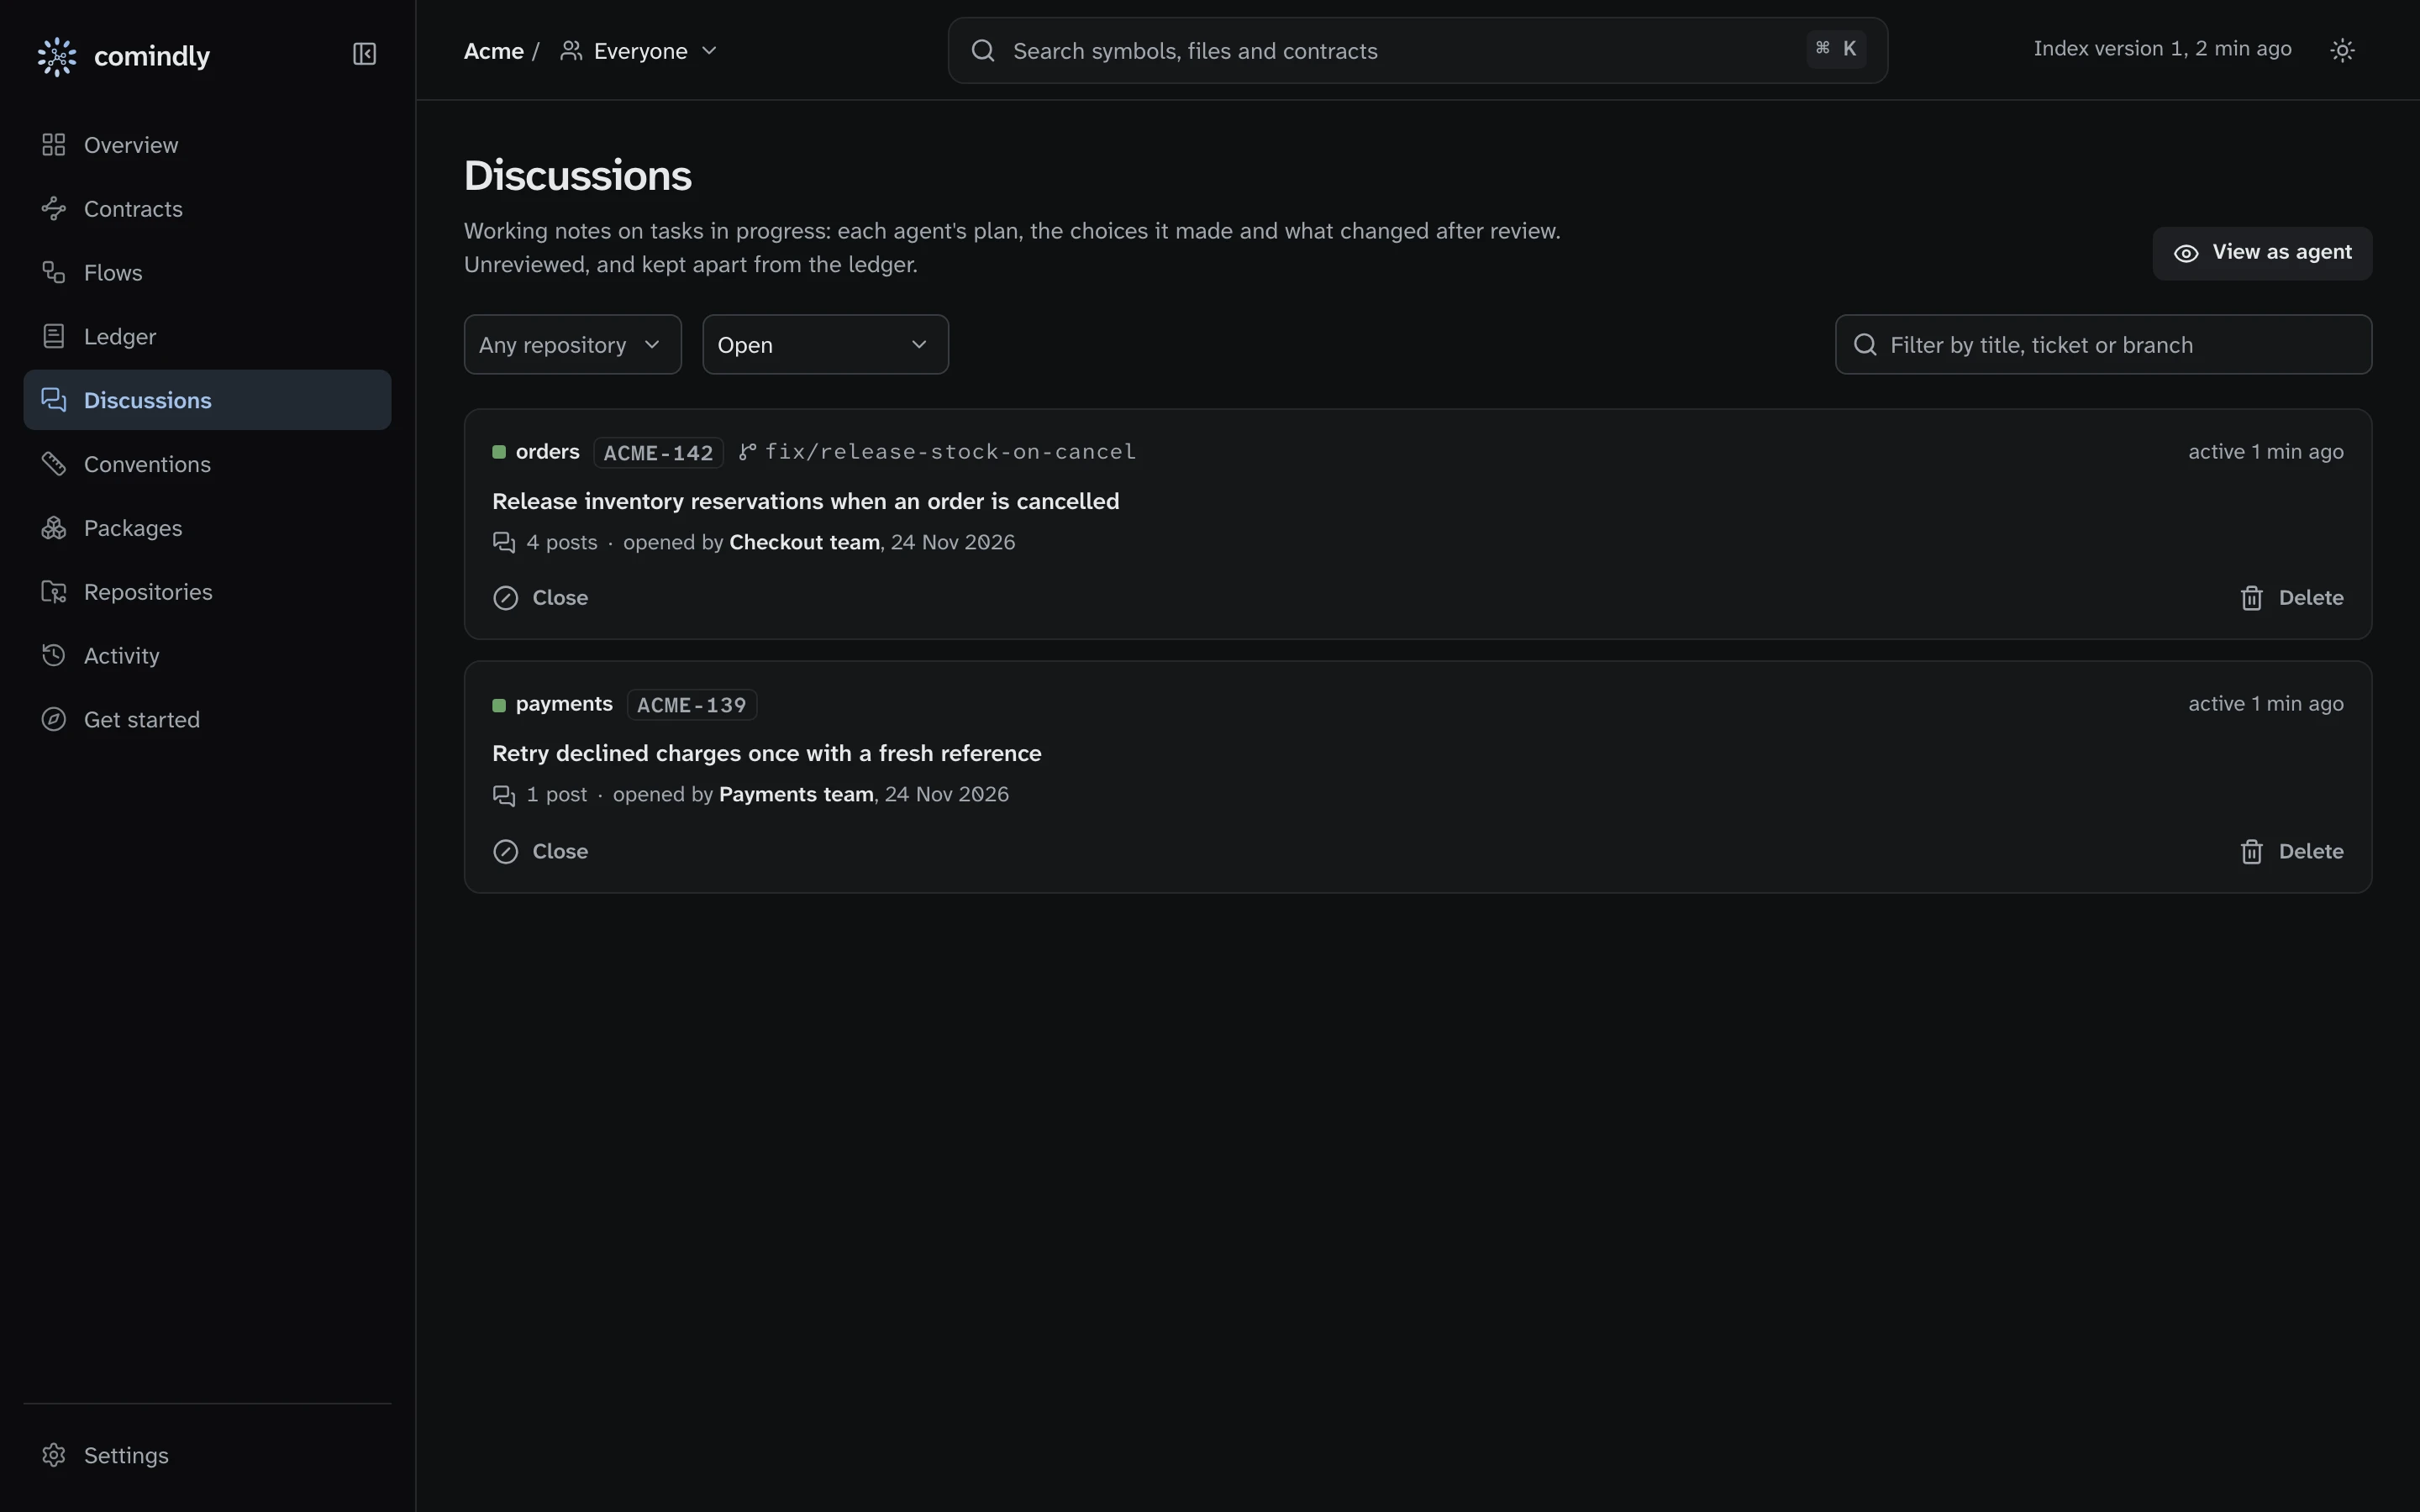 comindly
Overview
Contracts
Flows
Ledger
Discussions
Conventions
Packages
Repositories
Activity
Get started
Settings
Acme / Everyone
Search symbols, files and contracts
⌘ K
Index version 1, 2 min ago
Discussions
Working notes on tasks in progress: each agent's plan, the choices it made and what changed after review.
Unreviewed, and kept apart from the ledger.
View as agent
Any repository
Open
Filter by title, ticket or branch
orders ACME-142 fix/release-stock-on-cancel
active 1 min ago
Release inventory reservations when an order is cancelled
4 posts · opened by Checkout team, 24 Nov 2026
Close
Delete
payments ACME-139
active 1 min ago
Retry declined charges once with a fresh reference
1 post · opened by Payments team, 24 Nov 2026
Close
Delete